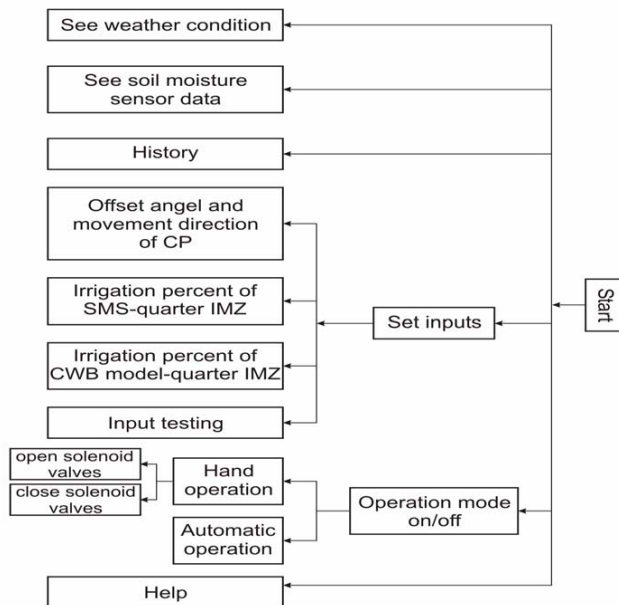 See weather condition
See soil moisture
sensor data
History
Offset angel and
movement direction
of CP
Irrigation percent of
SMS-quarter IMZ
Set inputs
Start
Irrigation percent of
CWB model-quarter IMZ
Input testing
open solenoid
valves
close solenoid
valves
Hand
operation
Automatic
operation
Operation mode
on/off
Help